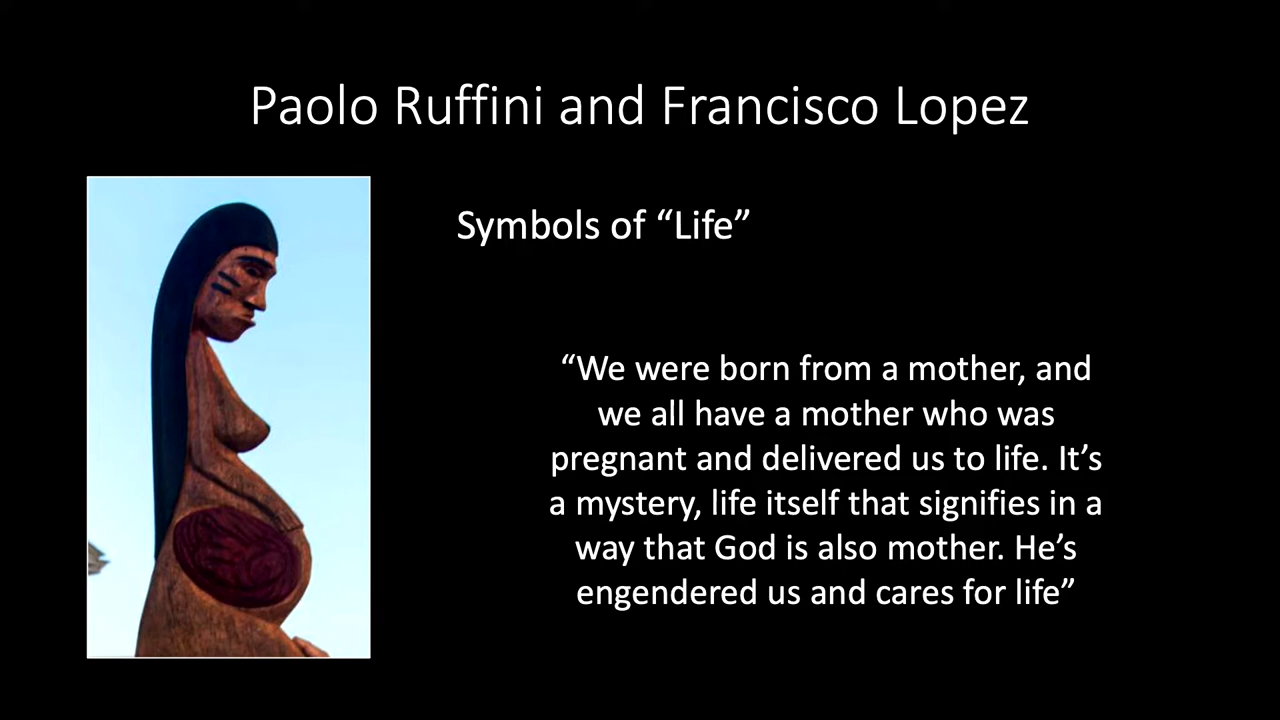 Paolo Ruffini and Francisco Lopez
Symbols of “Life”
“We were born from a mother, and
we all have a mother who was
pregnant and delivered us to life. It’s
a mystery, life itself that signifies in a
way that God is also mother. He’s
engendered us and cares for life”